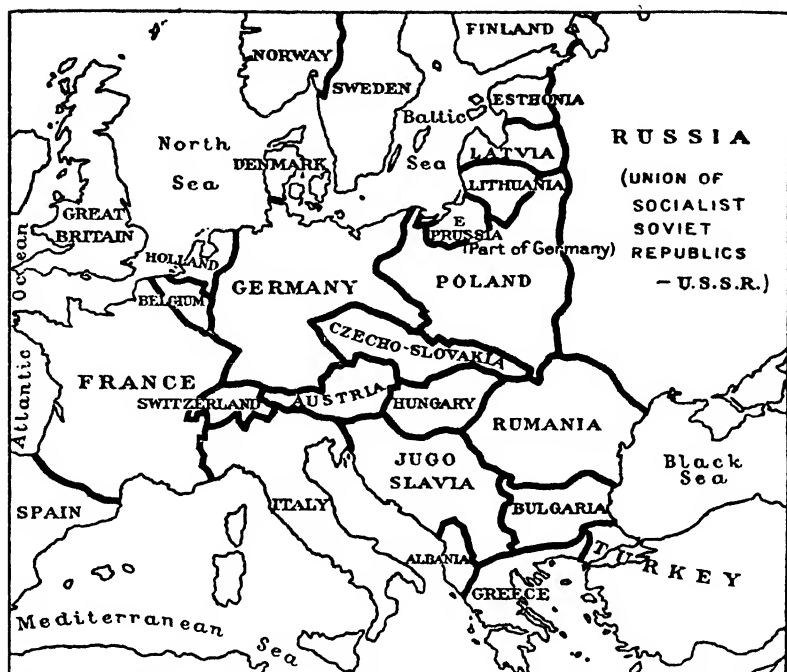 NORWAY
SWEDEN
FINLAND
ESTHONIA
Baltic
Sea
LATVIA
LITHUANIA
North
Sea
DENMARK
RUSSIA
(UNION OF
SOCIALIST
SOVIET
REPUBLICS
- U.S.S.R.)
GREAT
BRITAIN
HOLLAND
BELGIUM
E
PRUSSIA
(Part of Germany)
GERMANY
POLAND
CZECHO-SLOVAKIA
Atlantic Ocean
FRANCE
SWITZERLAND
AUSTRIA
HUNGARY
RUMANIA
JUGO
SLAVIA
Black
Sea
SPAIN
ITALY
BULGARIA
ALBANIA
GREECE
TURKEY
Mediterranean Sea